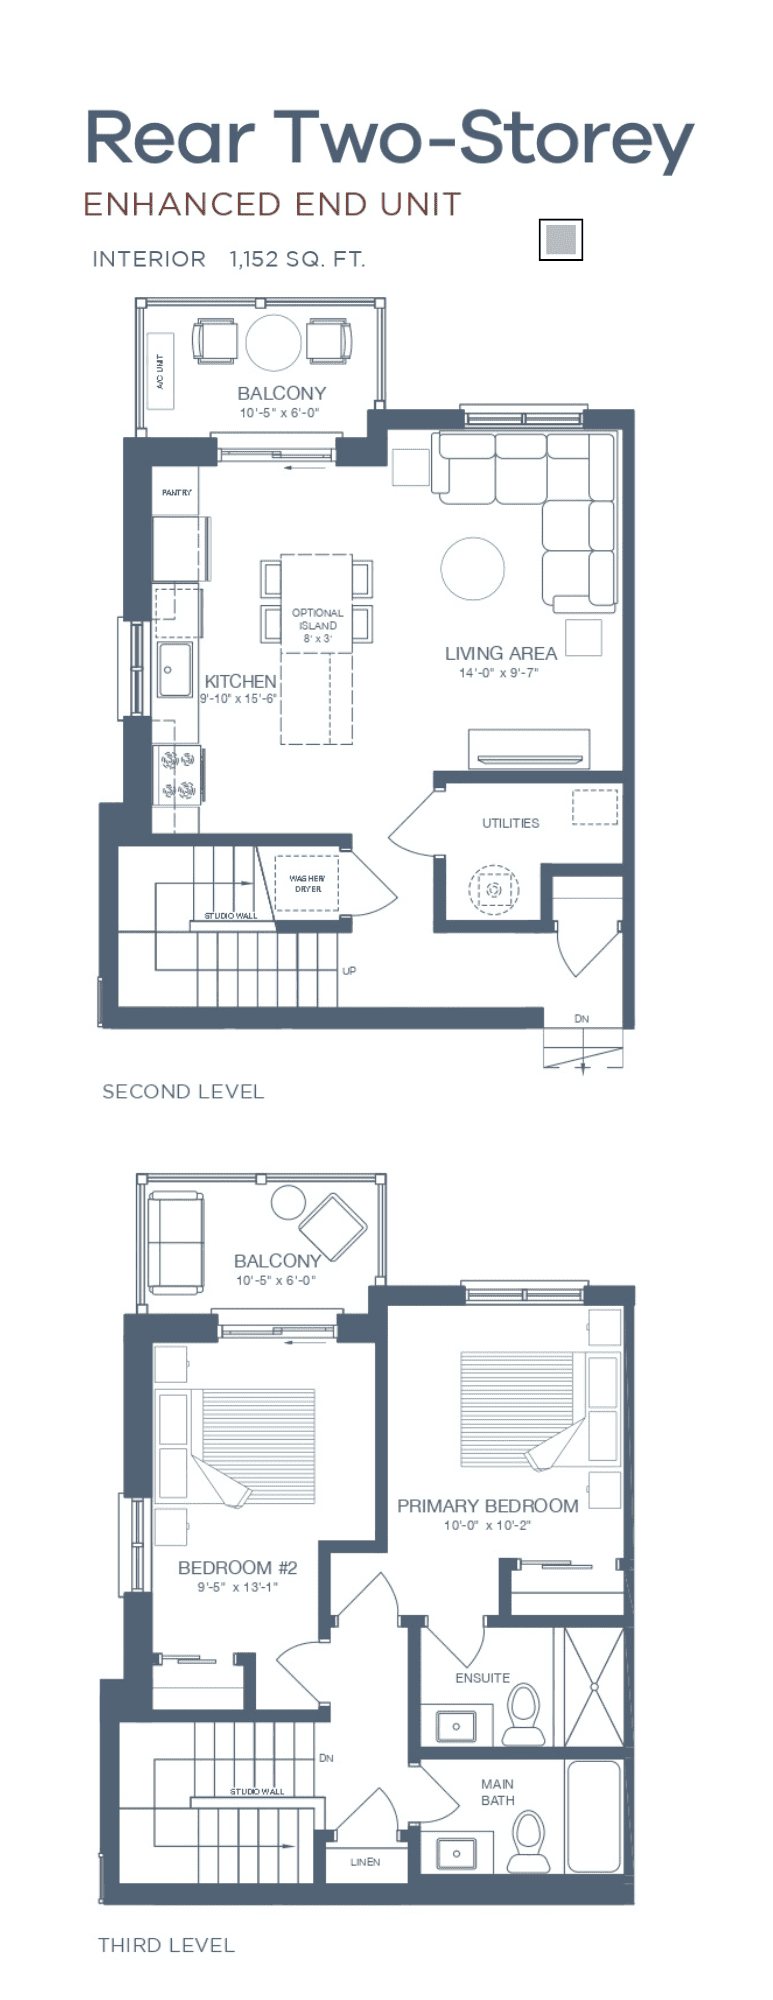 Rear Two-Storey
ENHANCED END UNIT
INTERIOR 1,152 SQ. FT.
A/C UNIT
BALCONY
10'-5" x 6'-0"
PANTRY
OPTIONAL
ISLAND
8' x 3'
LIVING AREA
14'-0" x 9'-7"
KITCHEN
9'-10" x 15'-6"
UTILITIES
WASHER/
DRYER
STUDIO WALL
UP
DN
SECOND LEVEL
BALCONY
10'-5" x 6'-0"
PRIMARY BEDROOM
10'-0" x 10'-2"
BEDROOM #2
9'-5" x 13'-1"
ENSUITE
DN
MAIN
BATH
STUDIO WALL
LINEN
THIRD LEVEL